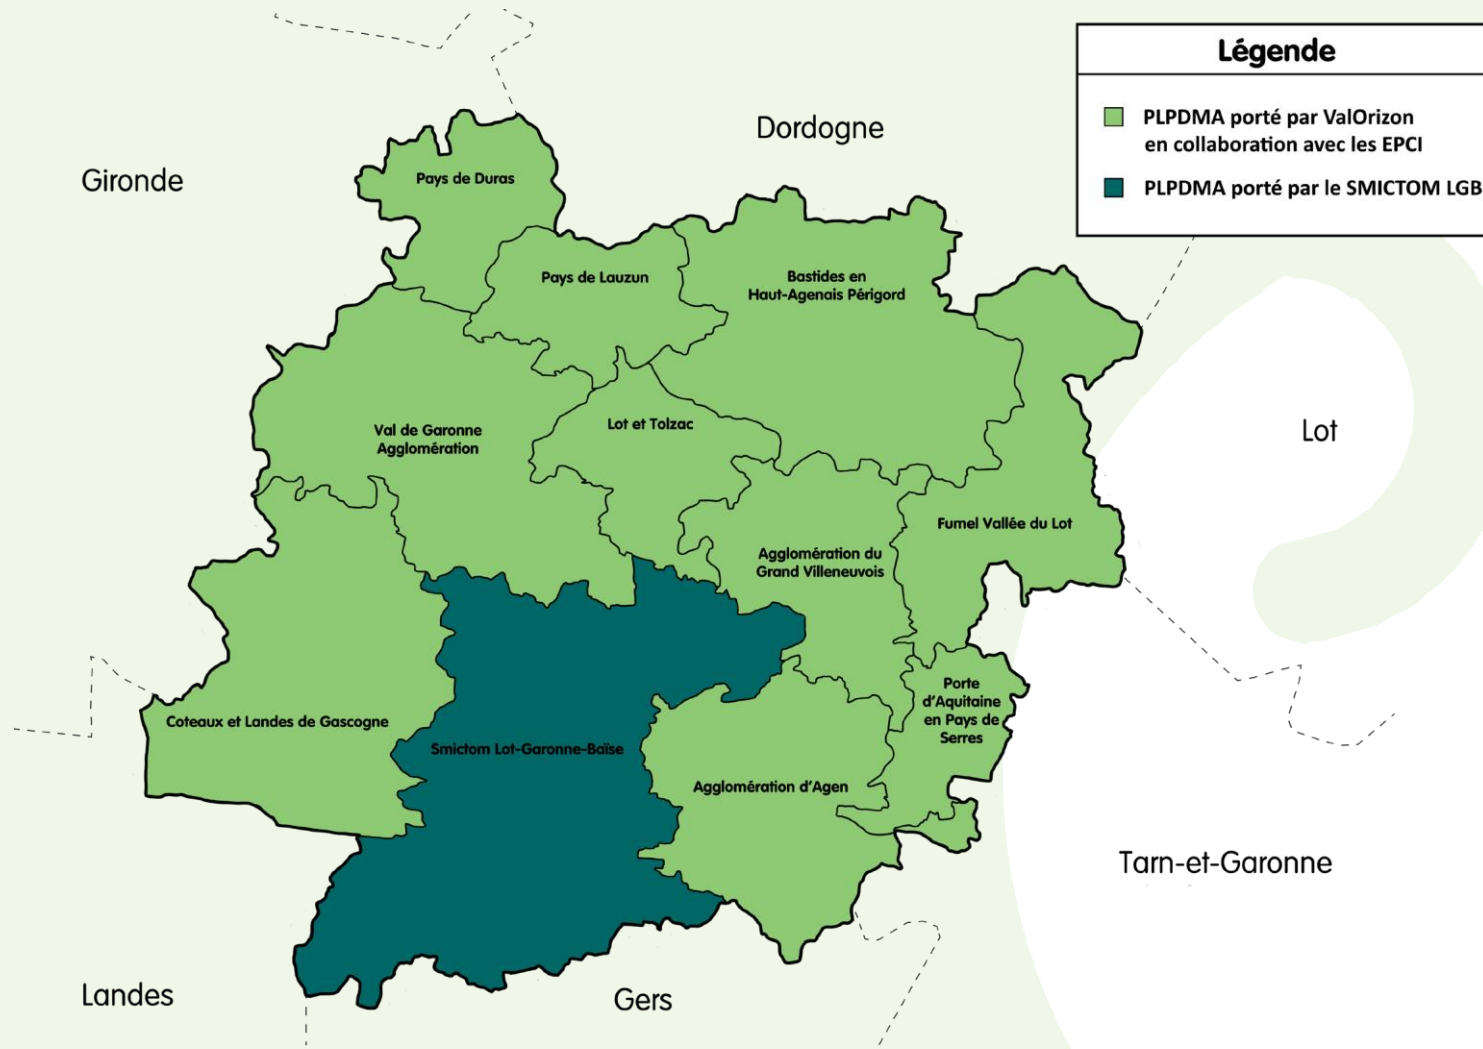 Légende
PLPDMA porté par ValOrizon
en collaboration avec les EPCI
PLPDMA porté par le SMICTOM LGB
Dordogne
Gironde
Pays de Duras
Pays de Lauzun
Bastides en
Haut-Agenais Périgord
Val de Garonne
Agglomération
Lot et Tolzac
Lot
Fumel Vallée du Lot
Agglomération du
Grand Villeneuvois
Porte
d'Aquitaine
en Pays de
Serres
Coteaux et Landes de Gascogne
Smictom Lot-Garonne-Baïse
Agglomération d'Agen
Tarn-et-Garonne
Landes
Gers